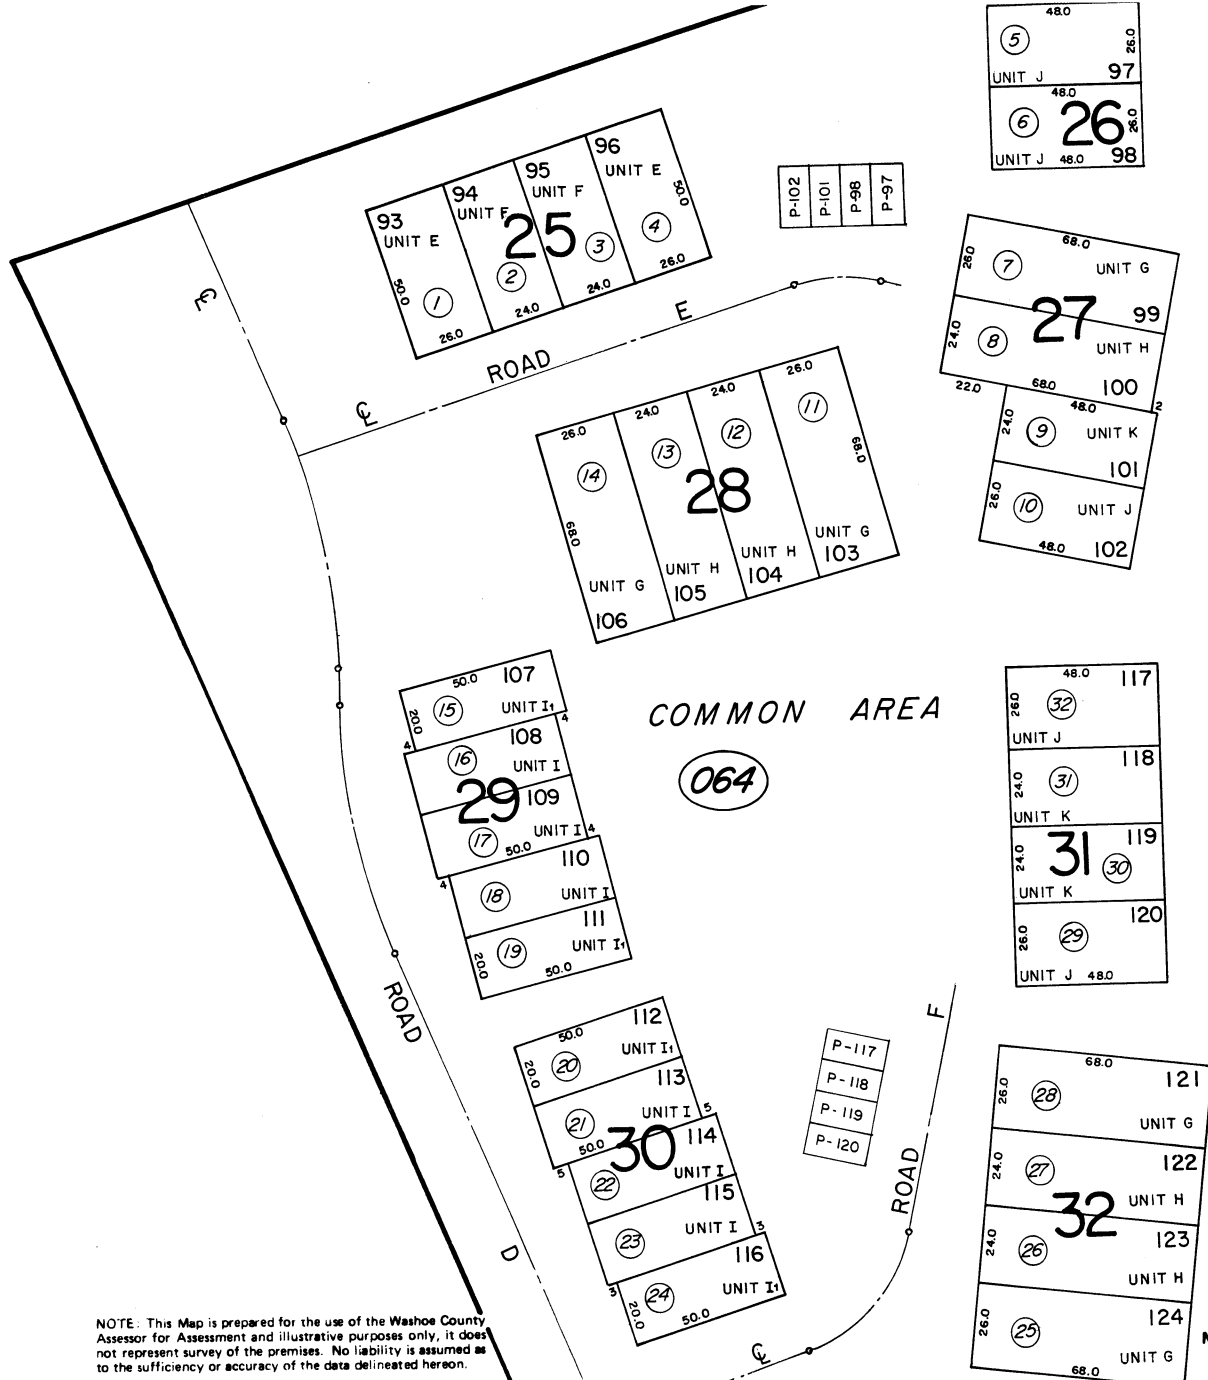 48.0
5
26.0
UNIT J 97
48.0
6
26
26.0
UNIT J 48.0 98
93
UNIT E
50.0
1
26.0
94
UNIT F
2
24.0
25
95
UNIT F
3
24.0
96
UNIT E
50.0
4
26.0
P-102
P-101
P-98
P-97
68.0
26.0
7
UNIT G
99
27
24.0
8
UNIT H
68.0
100
22.0
2
48.0
24.0
9
UNIT K
101
26.0
10
UNIT J
48.0
102
CL
ROAD E
CL
26.0
14
68.0
UNIT G
106
24.0
13
UNIT H
105
28
24.0
12
UNIT H
104
26.0
11
68.0
UNIT G
103
50.0
107
20.0
15
UNIT I1
4
4
108
16
UNIT I
29
109
17
UNIT I
4
50.0
4
110
18
UNIT I
111
19
UNIT I1
20.0
50.0
COMMON AREA
064
48.0
117
26.0
32
UNIT J
118
24.0
31
UNIT K
31
119
24.0
30
UNIT K
120
26.0
29
UNIT J 48.0
50.0
112
20.0
20
UNIT I1
113
21
UNIT I
5
50.0
30
5
114
22
UNIT I
115
23
UNIT I
3
3
116
24
UNIT I1
20.0
50.0
ROAD D
P-117
P-118
P-119
P-120
ROAD F
CL
68.0
121
26.0
28
UNIT G
122
24.0
27
UNIT H
32
123
24.0
26
UNIT H
124
26.0
25
UNIT G
68.0
NOTE: This Map is prepared for the use of the Washoe County
Assessor for Assessment and illustrative purposes only, it does
not represent survey of the premises. No liability is assumed as
to the sufficiency or accuracy of the data delineated hereon.